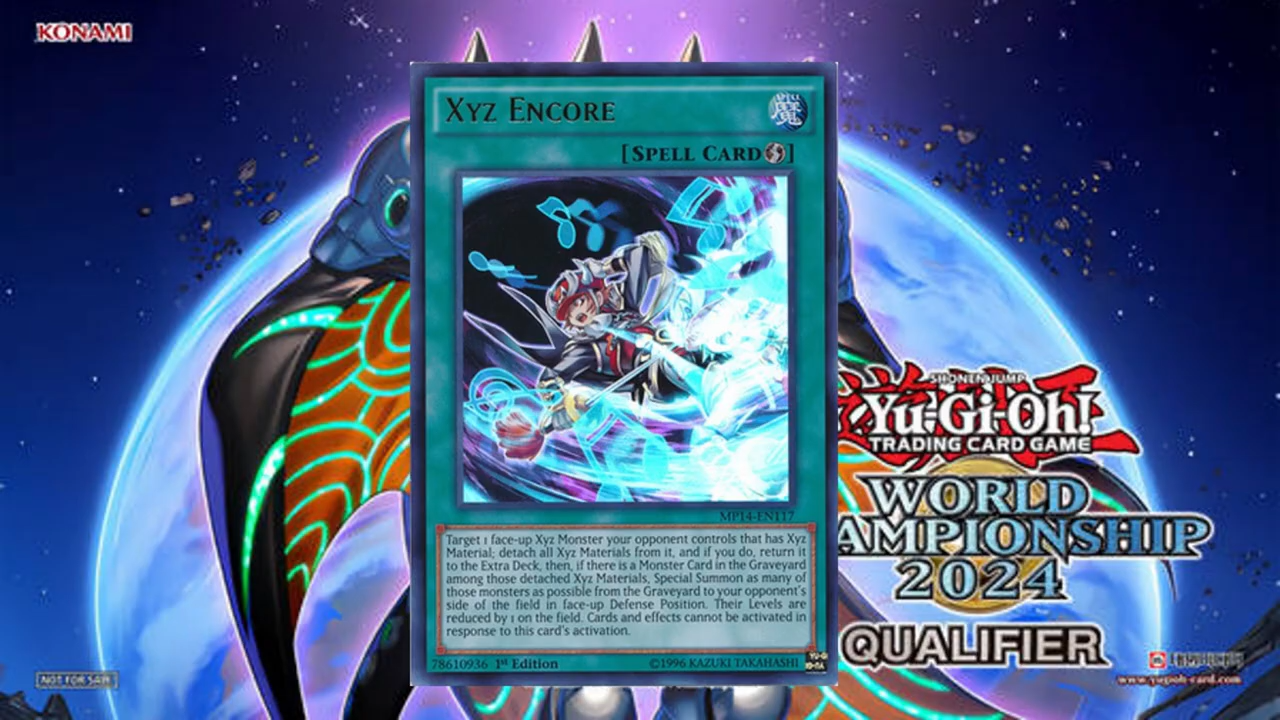 KONAMI
XYZ ENCORE
魔
[SPELL CARD]
MP14-EN117
Target 1 face-up Xyz Monster your opponent controls that has Xyz
Material; detach all Xyz Materials from it, and if you do, return it
to the Extra Deck, then, if there is a Monster Card in the Graveyard
among those detached Xyz Materials, Special Summon as many of
those monsters as possible from the Graveyard to your opponent's
side of the field in face-up Defense Position. Their Levels are
reduced by 1 on the field. Cards and effects cannot be activated in
response to this card's activation.
78610936 1st Edition
©1996 KAZUKI TAKAHASHI
SHONEN JUMP
Yu-Gi-Oh!
TRADING CARD GAME
WORLD
AMPIONSHIP
2024
QUALIFIER
NOT FOR SALE
www.yugioh-card.com